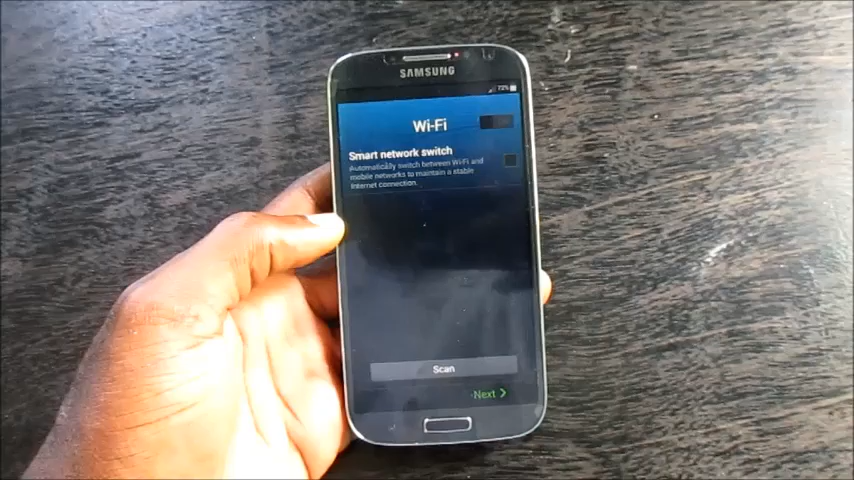 SAMSUNG
72%
Wi-Fi
Smart network switch
Automatically switch between Wi-Fi and
mobile networks to maintain a stable
Internet connection.
Scan
Next